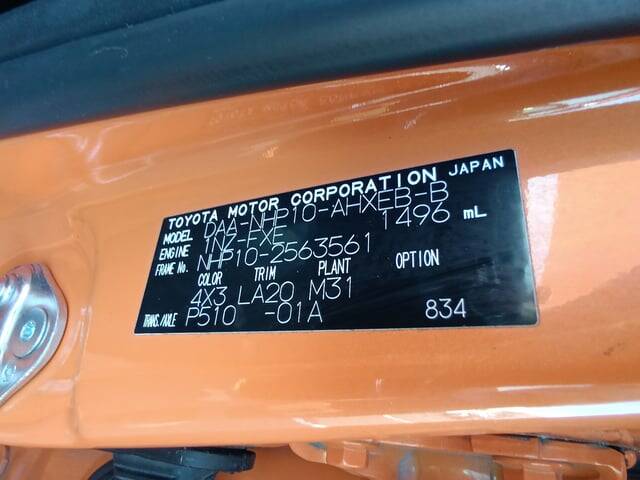 TOYOTA MOTOR CORPORATION JAPAN
MODEL DAA-NHP10-AHXEB-B
ENGINE 1NZ-FXE 1496 mL
FRAME No. NHP10-2563561
COLOR TRIM PLANT OPTION
4X3 LA20 M31
TRANS./AXLE P510 -01A 834